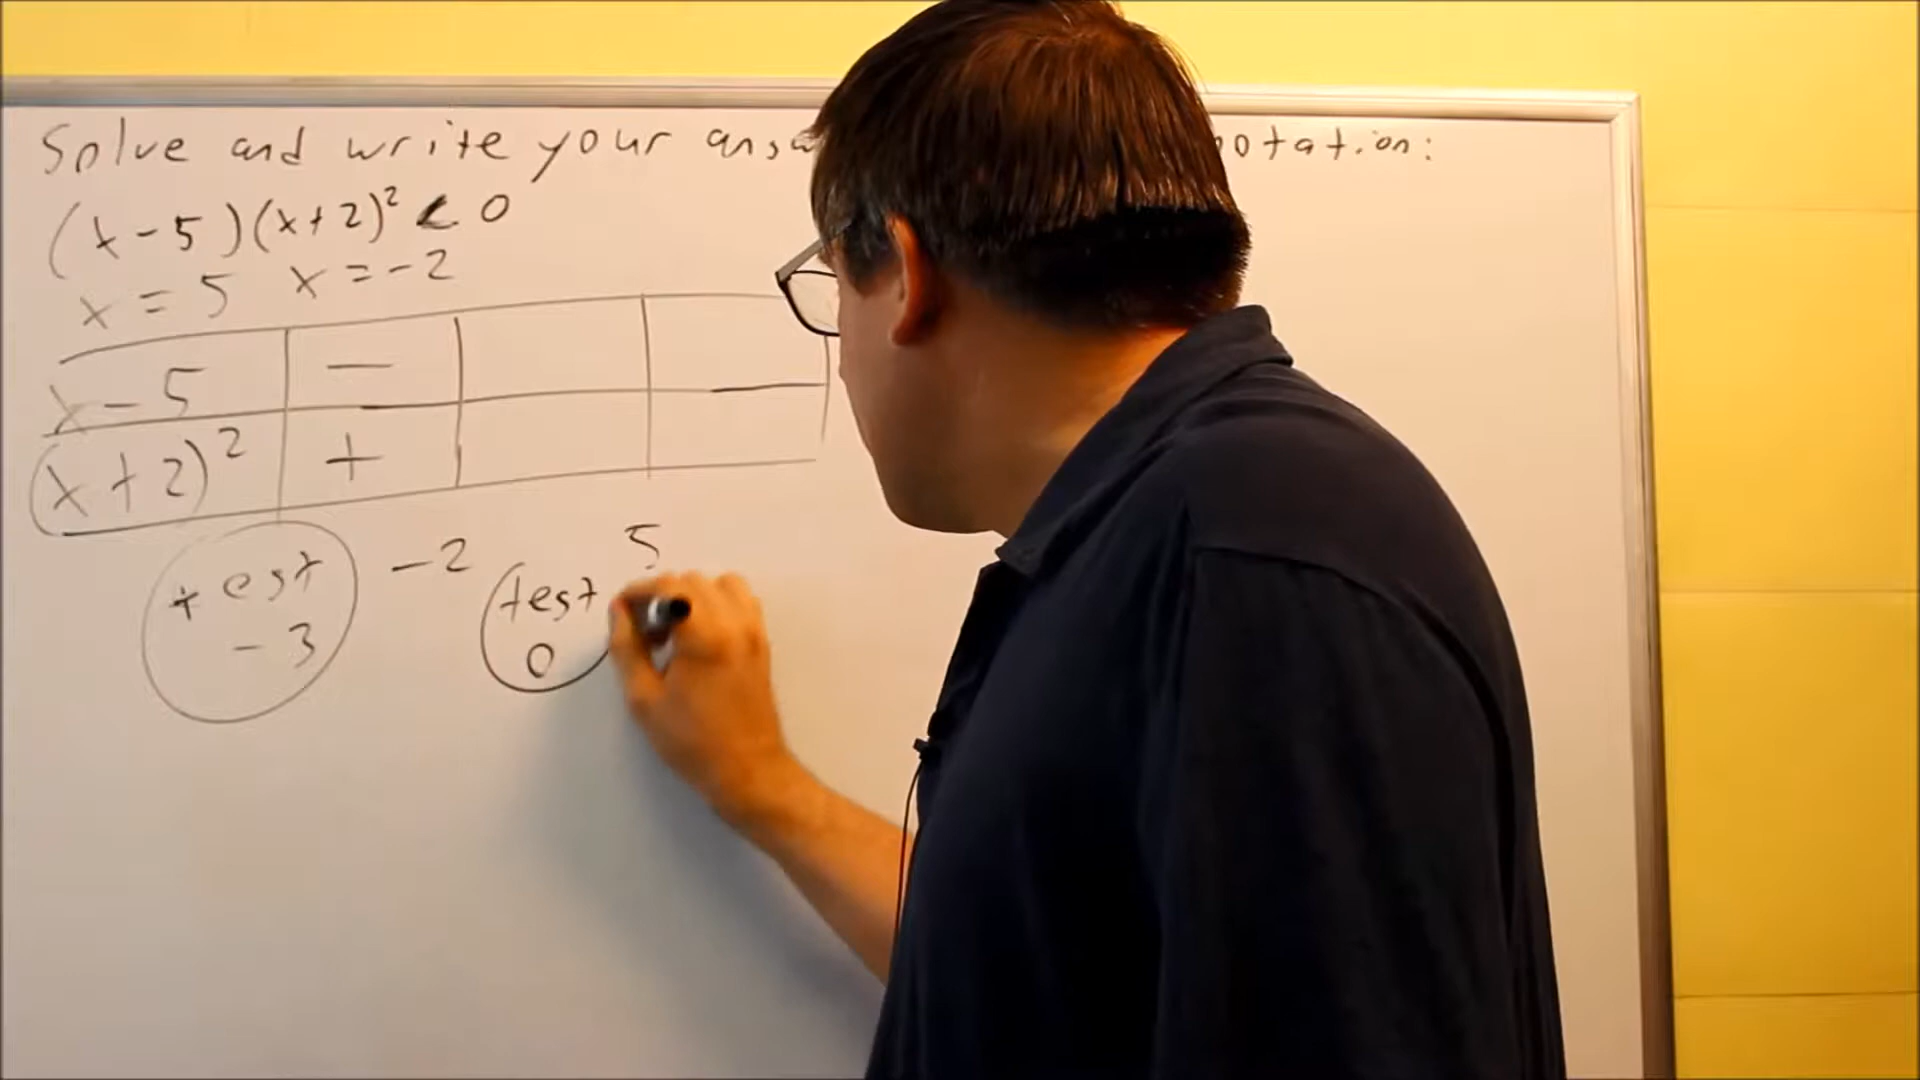 Solve and write your
(x-5)(x+2)² < 0
x = 5 x = -2
x-5 −
(x+2)² +
test -2 test 5
-3 0